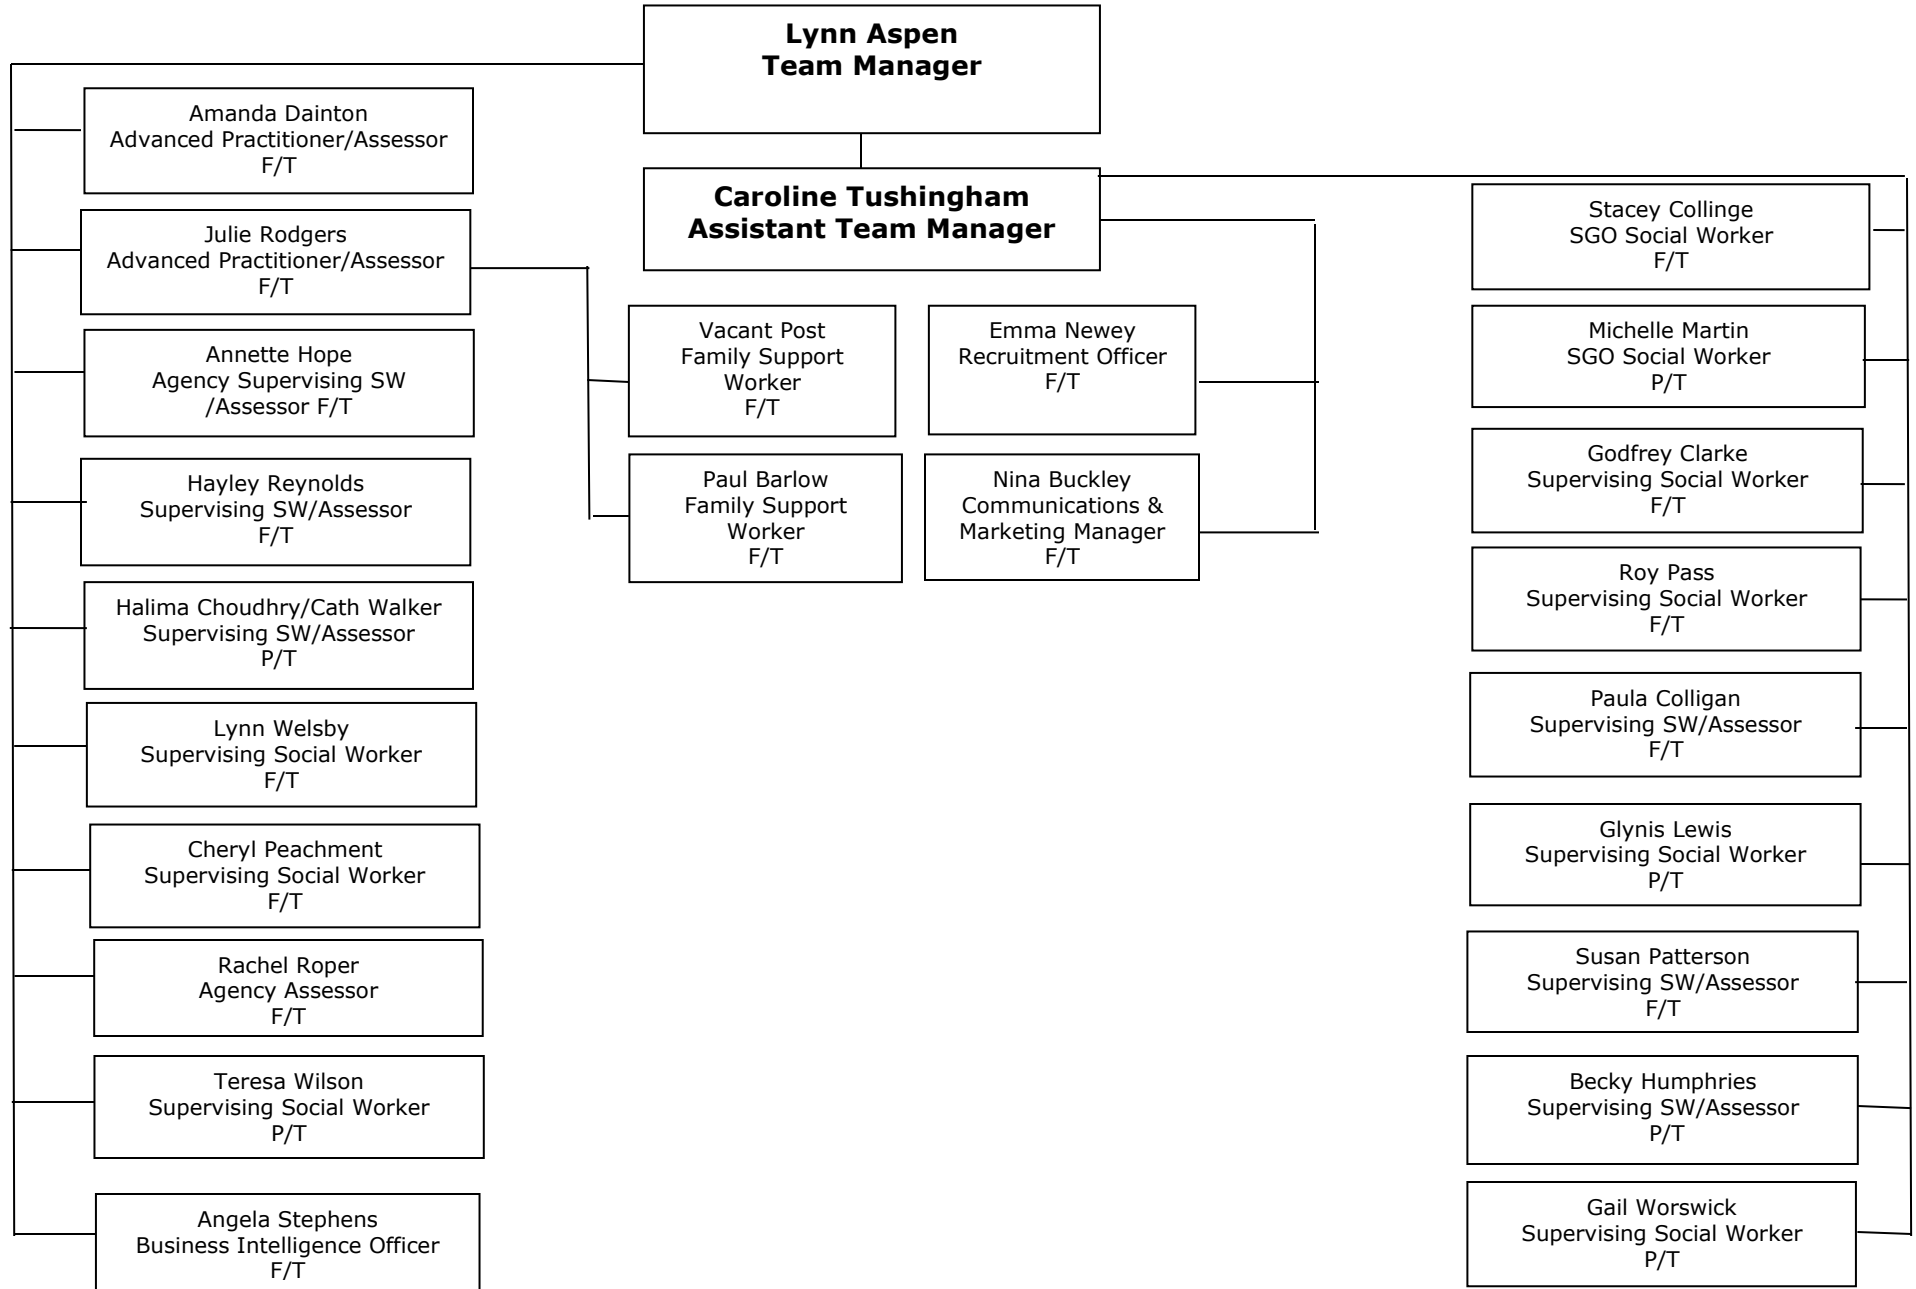 Lynn Aspen
Team Manager
Caroline Tushingham
Assistant Team Manager
Amanda Dainton
Advanced Practitioner/Assessor
F/T
Julie Rodgers
Advanced Practitioner/Assessor
F/T
Annette Hope
Agency Supervising SW
/Assessor F/T
Hayley Reynolds
Supervising SW/Assessor
F/T
Halima Choudhry/Cath Walker
Supervising SW/Assessor
P/T
Lynn Welsby
Supervising Social Worker
F/T
Cheryl Peachment
Supervising Social Worker
F/T
Rachel Roper
Agency Assessor
F/T
Teresa Wilson
Supervising Social Worker
P/T
Angela Stephens
Business Intelligence Officer
F/T
Vacant Post
Family Support
Worker
F/T
Paul Barlow
Family Support
Worker
F/T
Emma Newey
Recruitment Officer
F/T
Nina Buckley
Communications &
Marketing Manager
F/T
Stacey Collinge
SGO Social Worker
F/T
Michelle Martin
SGO Social Worker
P/T
Godfrey Clarke
Supervising Social Worker
F/T
Roy Pass
Supervising Social Worker
F/T
Paula Colligan
Supervising SW/Assessor
F/T
Glynis Lewis
Supervising Social Worker
P/T
Susan Patterson
Supervising SW/Assessor
F/T
Becky Humphries
Supervising SW/Assessor
P/T
Gail Worswick
Supervising Social Worker
P/T